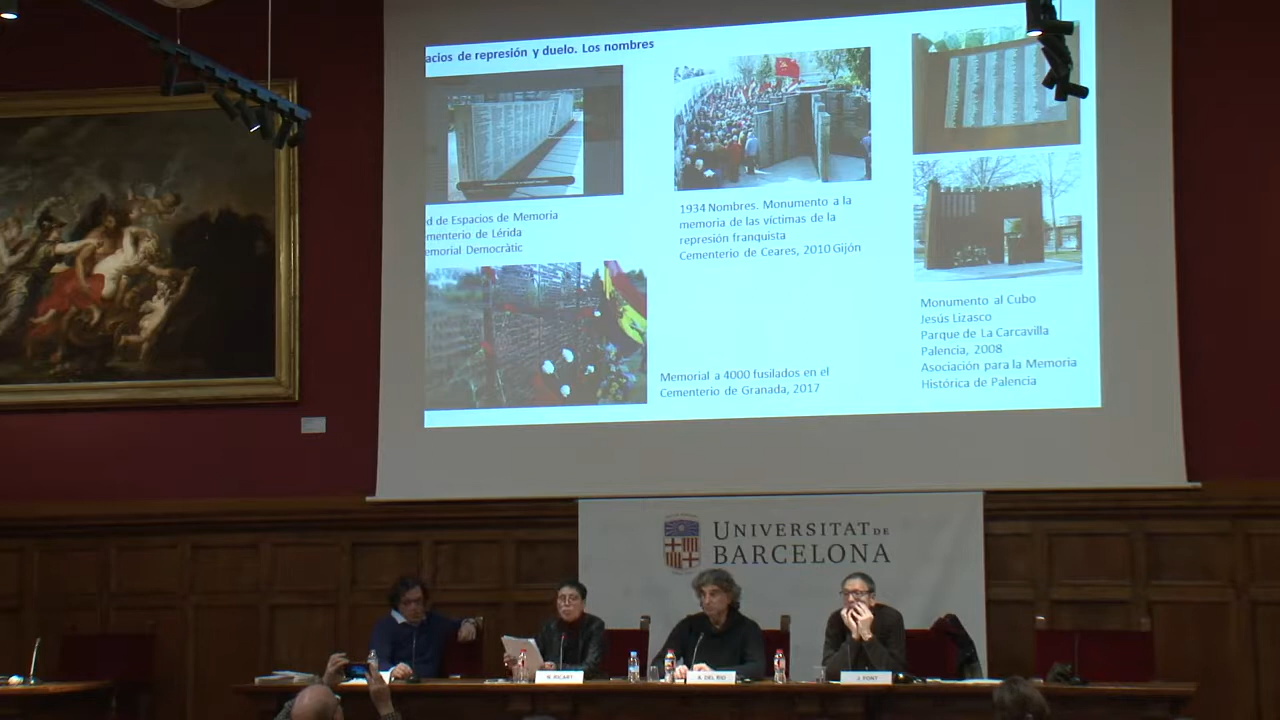 acios de represión y duelo. Los nombres
d de Espacios de Memoria
ementerio de Lérida
emorial Democràtic
1934 Nombres. Monumento a la
memoria de las víctimas de la
represión franquista
Cementerio de Ceares, 2010 Gijón
Monumento al Cubo
Jesús Lizasco
Parque de La Carcavilla
Palencia, 2008
Asociación para la Memoria
Histórica de Palencia
Memorial a 4000 fusilados en el
Cementerio de Granada, 2017
UNIVERSITAT DE
BARCELONA
N. RICART
A. DEL RIO
J. FONT